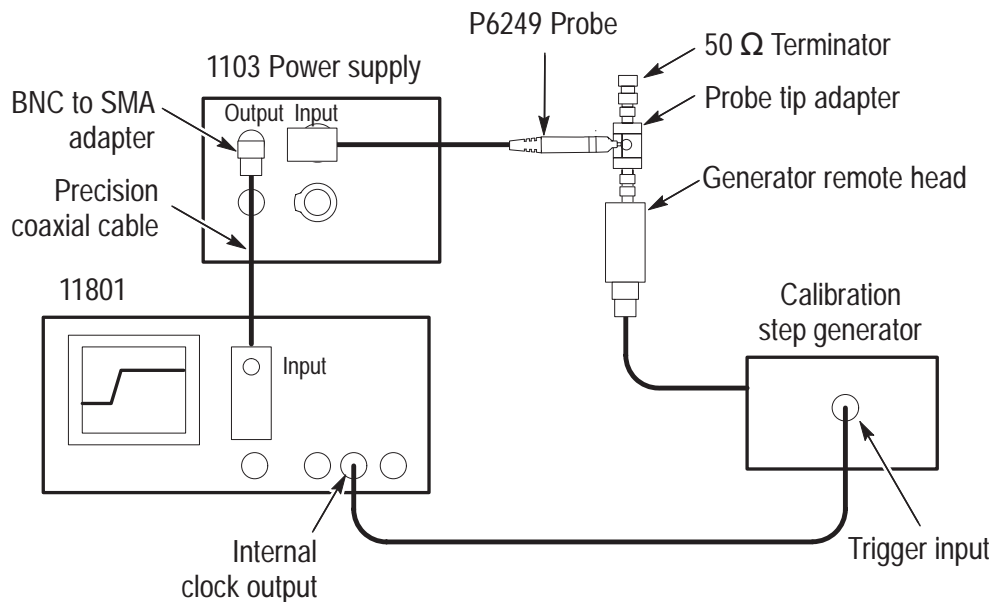 P6249 Probe
50 Ω Terminator
1103 Power supply
BNC to SMA
adapter
Output
Input
Probe tip adapter
Precision
coaxial cable
Generator remote head
11801
Input
Calibration
step generator
Internal
clock output
Trigger input